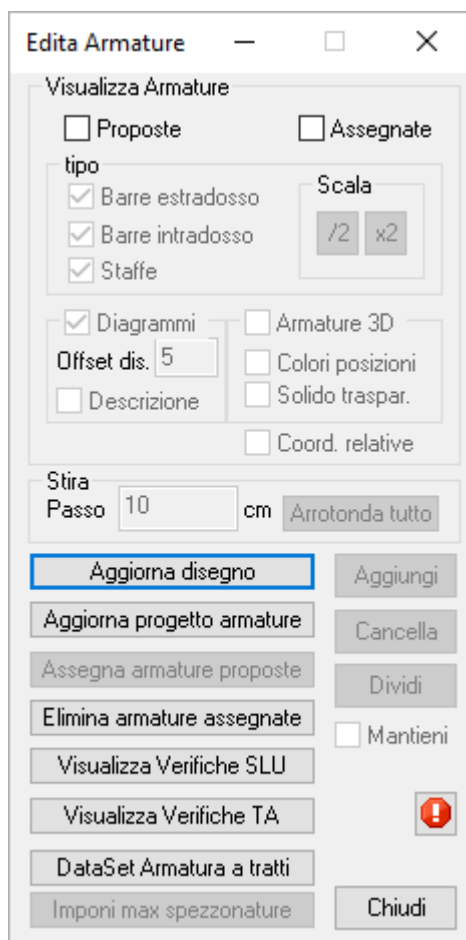 Edita Armature
Visualizza Armature
Proposte Assegnate
tipo
Barre estradosso
Barre intradosso
Staffe
Scala
/2 x2
Diagrammi
Offset dis. 5
Descrizione
Armature 3D
Colori posizioni
Solido traspar.
Coord. relative
Stira
Passo 10 cm Arrotonda tutto
Aggiorna disegno
Aggiorna progetto armature
Assegna armature proposte
Elimina armature assegnate
Visualizza Verifiche SLU
Visualizza Verifiche TA
DataSet Armatura a tratti
Imponi max spezzonature
Aggiungi
Cancella
Dividi
Mantieni
Chiudi